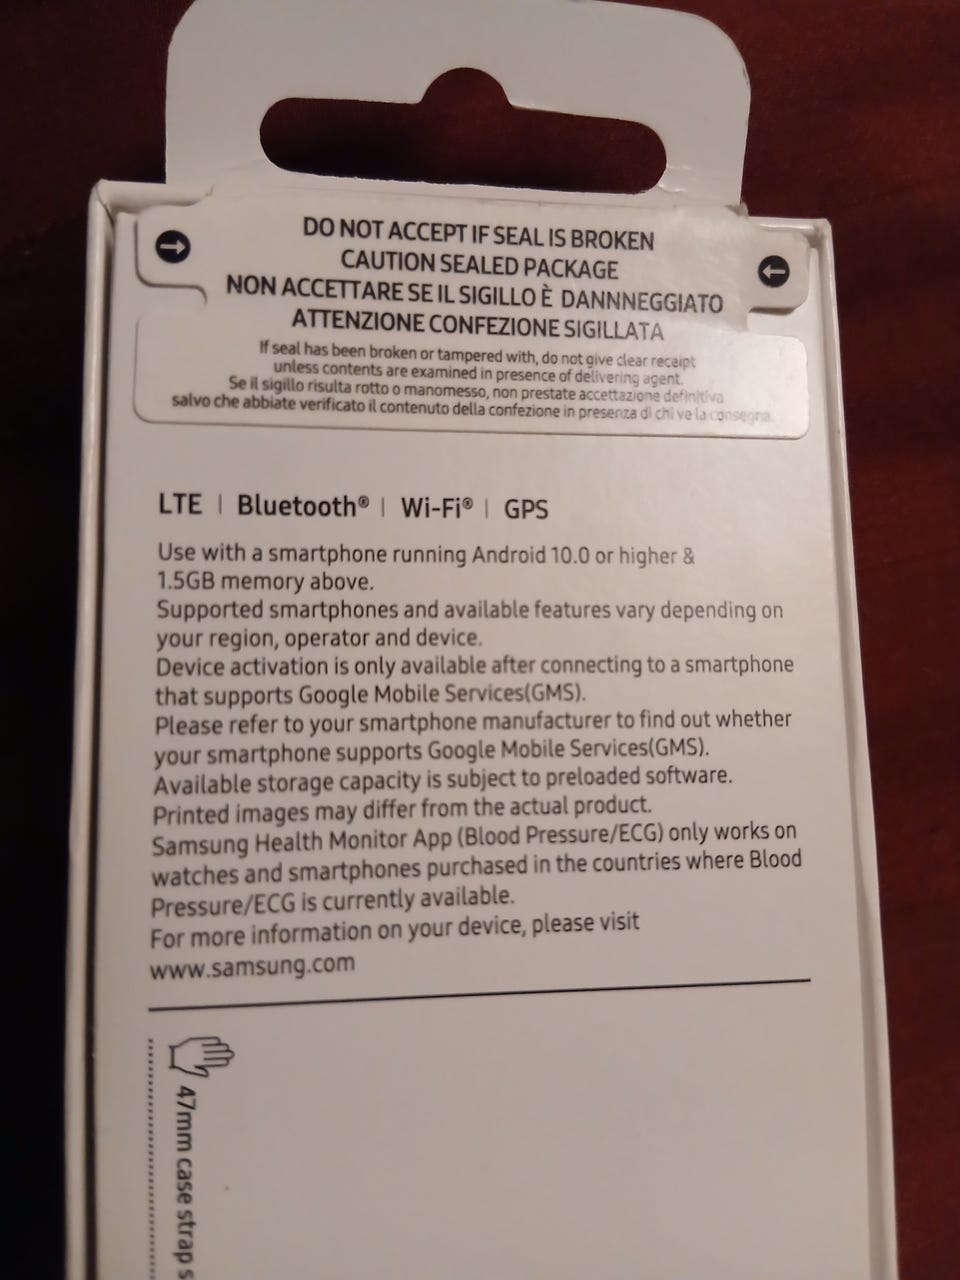 DO NOT ACCEPT IF SEAL IS BROKEN
CAUTION SEALED PACKAGE
NON ACCETTARE SE IL SIGILLO È DANNNEGGIATO
ATTENZIONE CONFEZIONE SIGILLATA
If seal has been broken or tampered with, do not give clear receipt
unless contents are examined in presence of delivering agent.
Se il sigillo risulta rotto o manomesso, non prestate accettazione definitiva
salvo che abbiate verificato il contenuto della confezione in presenza di chi ve la consegna.
LTE | Bluetooth® | Wi-Fi® | GPS
Use with a smartphone running Android 10.0 or higher &
1.5GB memory above.
Supported smartphones and available features vary depending on
your region, operator and device.
Device activation is only available after connecting to a smartphone
that supports Google Mobile Services(GMS).
Please refer to your smartphone manufacturer to find out whether
your smartphone supports Google Mobile Services(GMS).
Available storage capacity is subject to preloaded software.
Printed images may differ from the actual product.
Samsung Health Monitor App (Blood Pressure/ECG) only works on
watches and smartphones purchased in the countries where Blood
Pressure/ECG is currently available.
For more information on your device, please visit
www.samsung.com
47mm case strap s